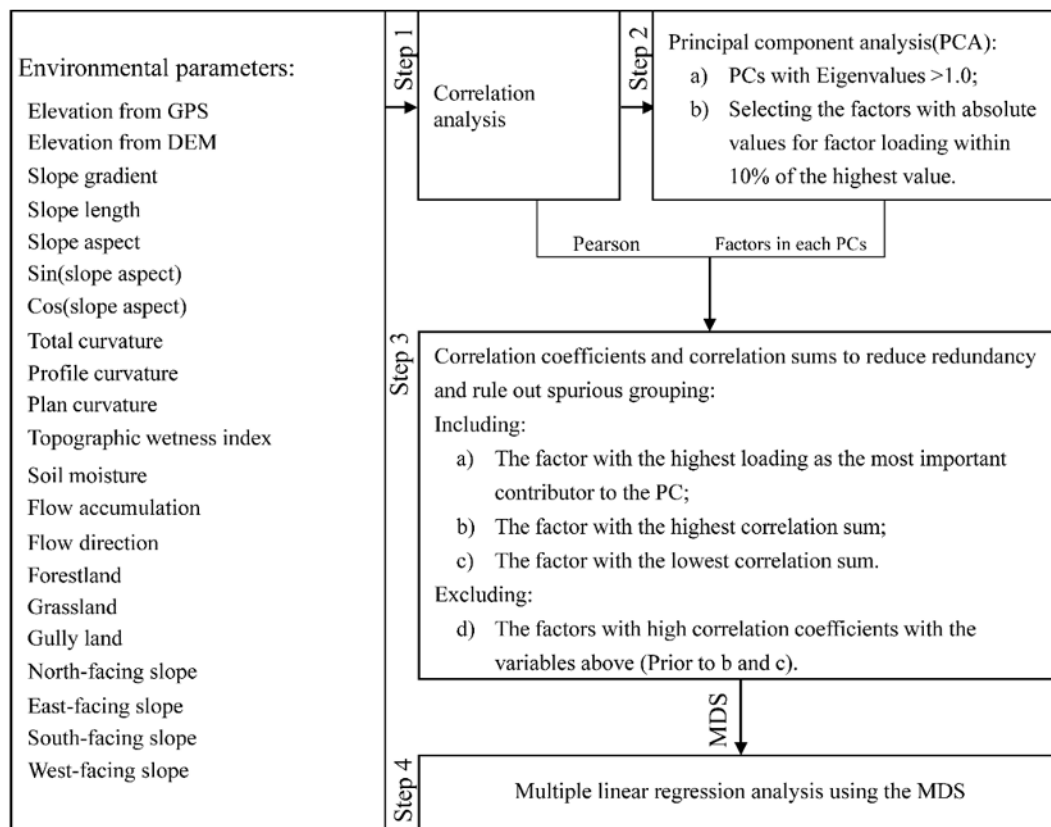 Environmental parameters:
Elevation from GPS
Elevation from DEM
Slope gradient
Slope length
Slope aspect
Sin(slope aspect)
Cos(slope aspect)
Total curvature
Profile curvature
Plan curvature
Topographic wetness index
Soil moisture
Flow accumulation
Flow direction
Forestland
Grassland
Gully land
North-facing slope
East-facing slope
South-facing slope
West-facing slope
Step 1
Correlation
analysis
Step 2
Principal component analysis(PCA):
a) PCs with Eigenvalues >1.0;
b) Selecting the factors with absolute
values for factor loading within
10% of the highest value.
Pearson
Factors in each PCs
Step 3
Correlation coefficients and correlation sums to reduce redundancy
and rule out spurious grouping:
Including:
a) The factor with the highest loading as the most important
contributor to the PC;
b) The factor with the highest correlation sum;
c) The factor with the lowest correlation sum.
Excluding:
d) The factors with high correlation coefficients with the
variables above (Prior to b and c).
MDS
Step 4
Multiple linear regression analysis using the MDS